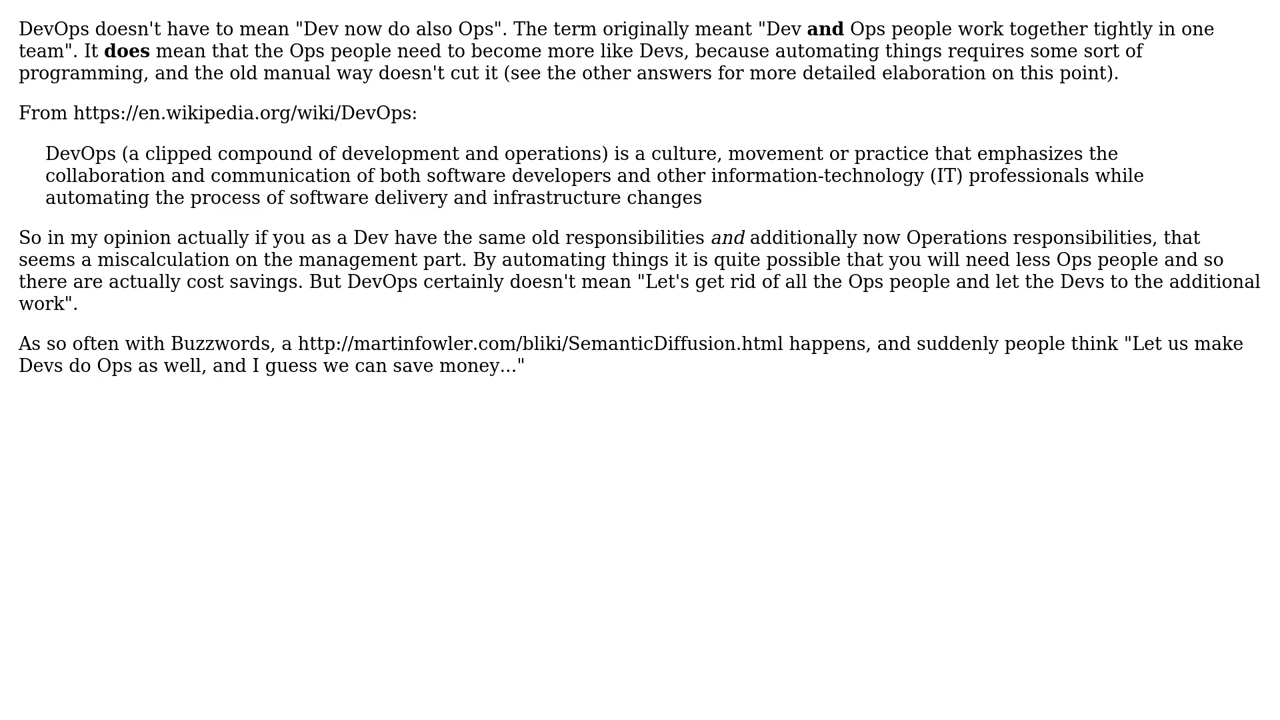 DevOps doesn't have to mean "Dev now do also Ops". The term originally meant "Dev and Ops people work together tightly in one
team". It does mean that the Ops people need to become more like Devs, because automating things requires some sort of
programming, and the old manual way doesn't cut it (see the other answers for more detailed elaboration on this point).
From https://en.wikipedia.org/wiki/DevOps:
DevOps (a clipped compound of development and operations) is a culture, movement or practice that emphasizes the
collaboration and communication of both software developers and other information-technology (IT) professionals while
automating the process of software delivery and infrastructure changes
So in my opinion actually if you as a Dev have the same old responsibilities and additionally now Operations responsibilities, that
seems a miscalculation on the management part. By automating things it is quite possible that you will need less Ops people and so
there are actually cost savings. But DevOps certainly doesn't mean "Let's get rid of all the Ops people and let the Devs to the additional
work".
As so often with Buzzwords, a http://martinfowler.com/bliki/SemanticDiffusion.html happens, and suddenly people think "Let us make
Devs do Ops as well, and I guess we can save money..."